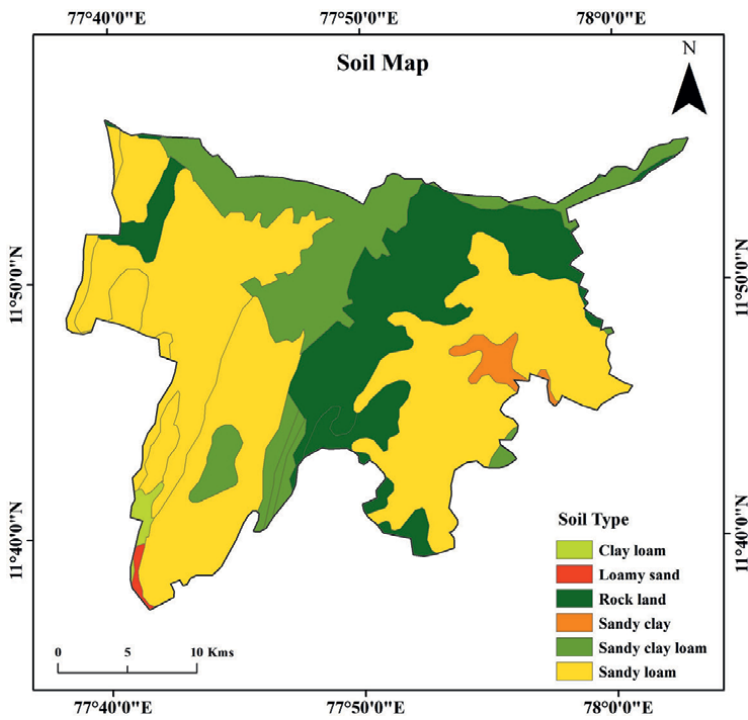 77°40'0"E 77°50'0"E 78°0'0"E
Soil Map
N
11°50'0"N
11°50'0"N
11°40'0"N
11°40'0"N
Soil Type
Clay loam
Loamy sand
Rock land
Sandy clay
Sandy clay loam
Sandy loam
0 5 10 Kms
77°40'0"E 77°50'0"E 78°0'0"E